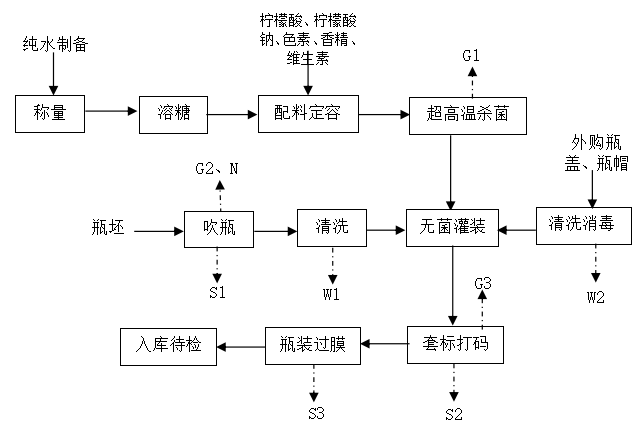 纯水制备
柠檬酸、柠檬酸
钠、色素、香精、
维生素
G1
称量
溶糖
配料定容
超高温杀菌
外购瓶
盖、瓶帽
G2、N
瓶坯
吹瓶
清洗
无菌灌装
清洗消毒
S1
W1
G3
W2
入库待检
瓶装过膜
套标打码
S3
S2